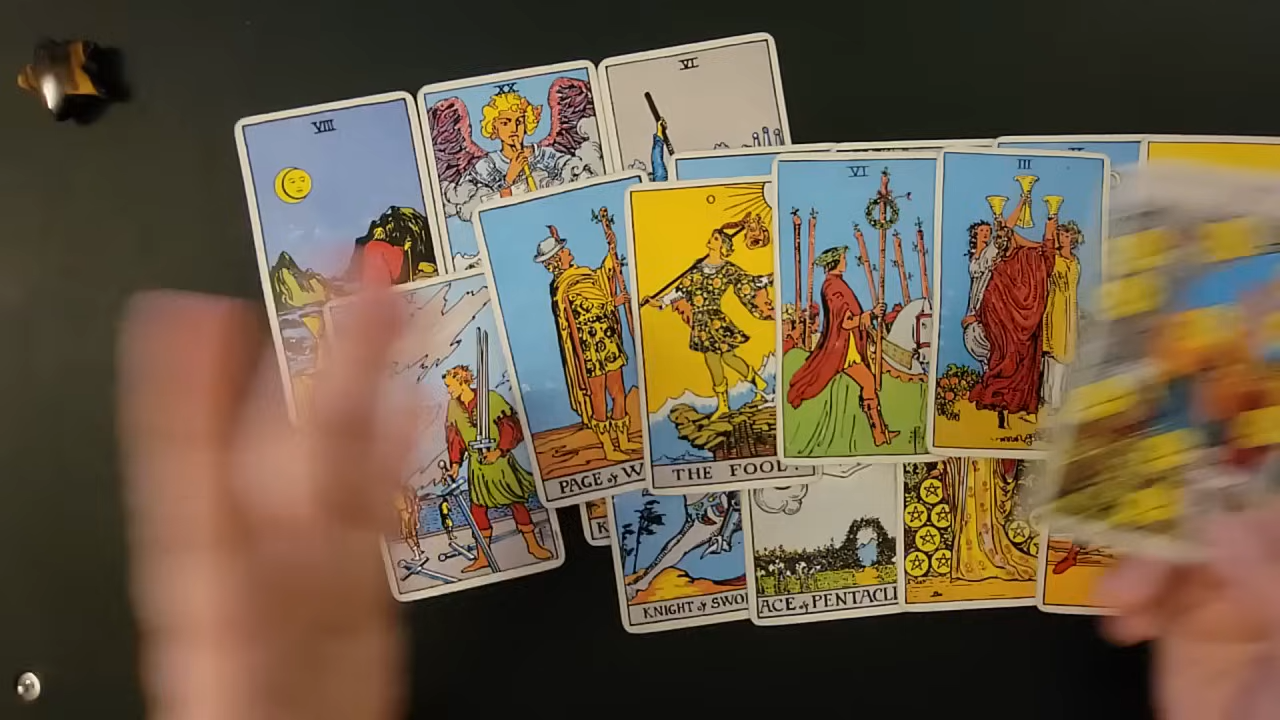 VIII
XX
VI
VI
III
PAGE of W
THE FOOL.
KNIGHT of SWO
ACE of PENTACL